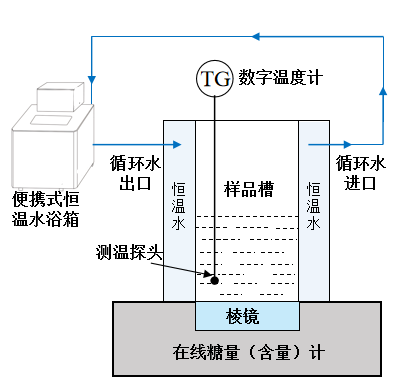 TG
数字温度计
循环水
出口
样品槽
循环水
进口
便携式恒
温水浴箱
恒温水
恒温水
测温探头
棱镜
在线糖量（含量）计